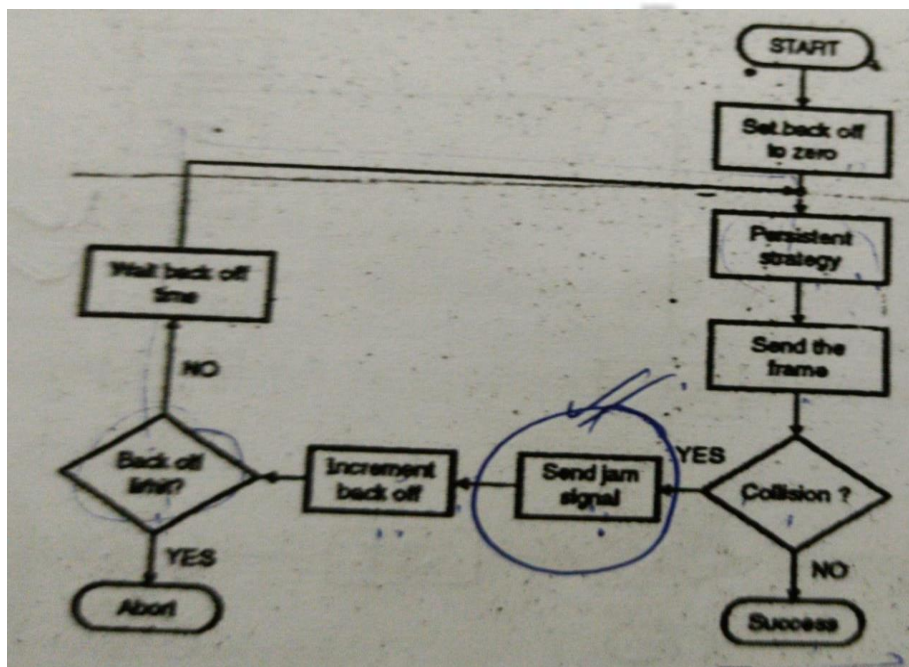 START
Set back off
to zero
Persistent
strategy
Send the
frame
Collision ?
YES
NO
Success
Send jam
signal
Increment
back off
Back off
limit?
NO
Wait back off
time
YES
Abort